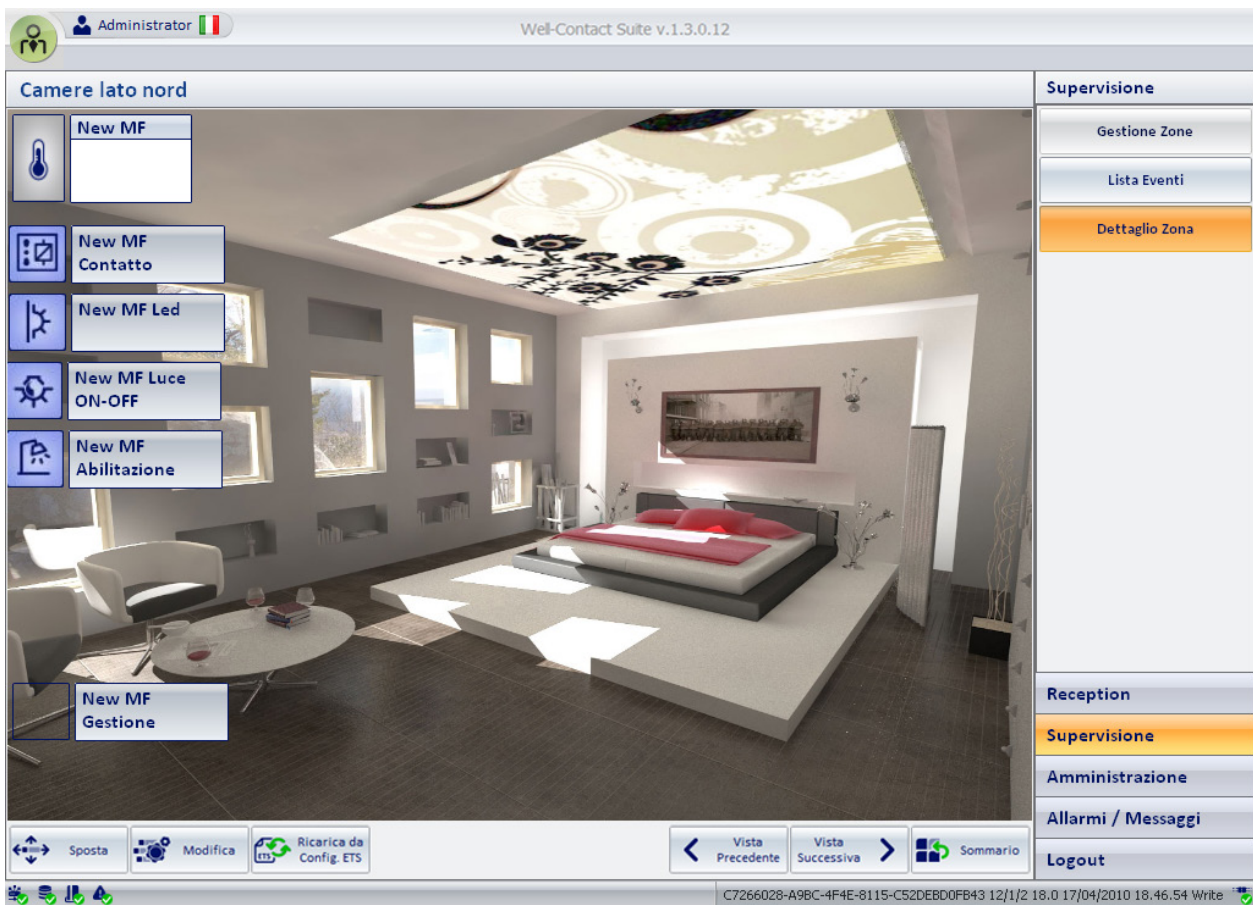 Administrator
Well-Contact Suite v.1.3.0.12
Camere lato nord
Supervisione
New MF
Gestione Zone
Lista Eventi
Dettaglio Zona
New MF
Contatto
New MF Led
New MF Luce
ON-OFF
New MF
Abilitazione
New MF
Gestione
Reception
Supervisione
Amministrazione
Allarmi / Messaggi
Logout
Sposta
Modifica
ETS
Ricarica da
Config. ETS
Vista
Precedente
Vista
Successiva
Sommario
C7266028-A9BC-4F4E-8115-C52DEBD0FB43 12/1/2 18.0 17/04/2010 18.46.54 Write